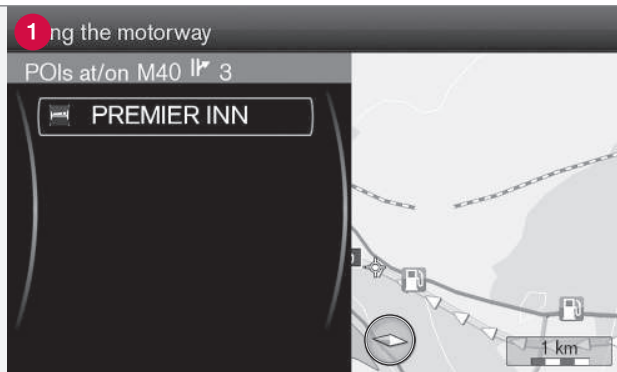 1 ng the motorway
POIs at/on M40 3
PREMIER INN
1 km